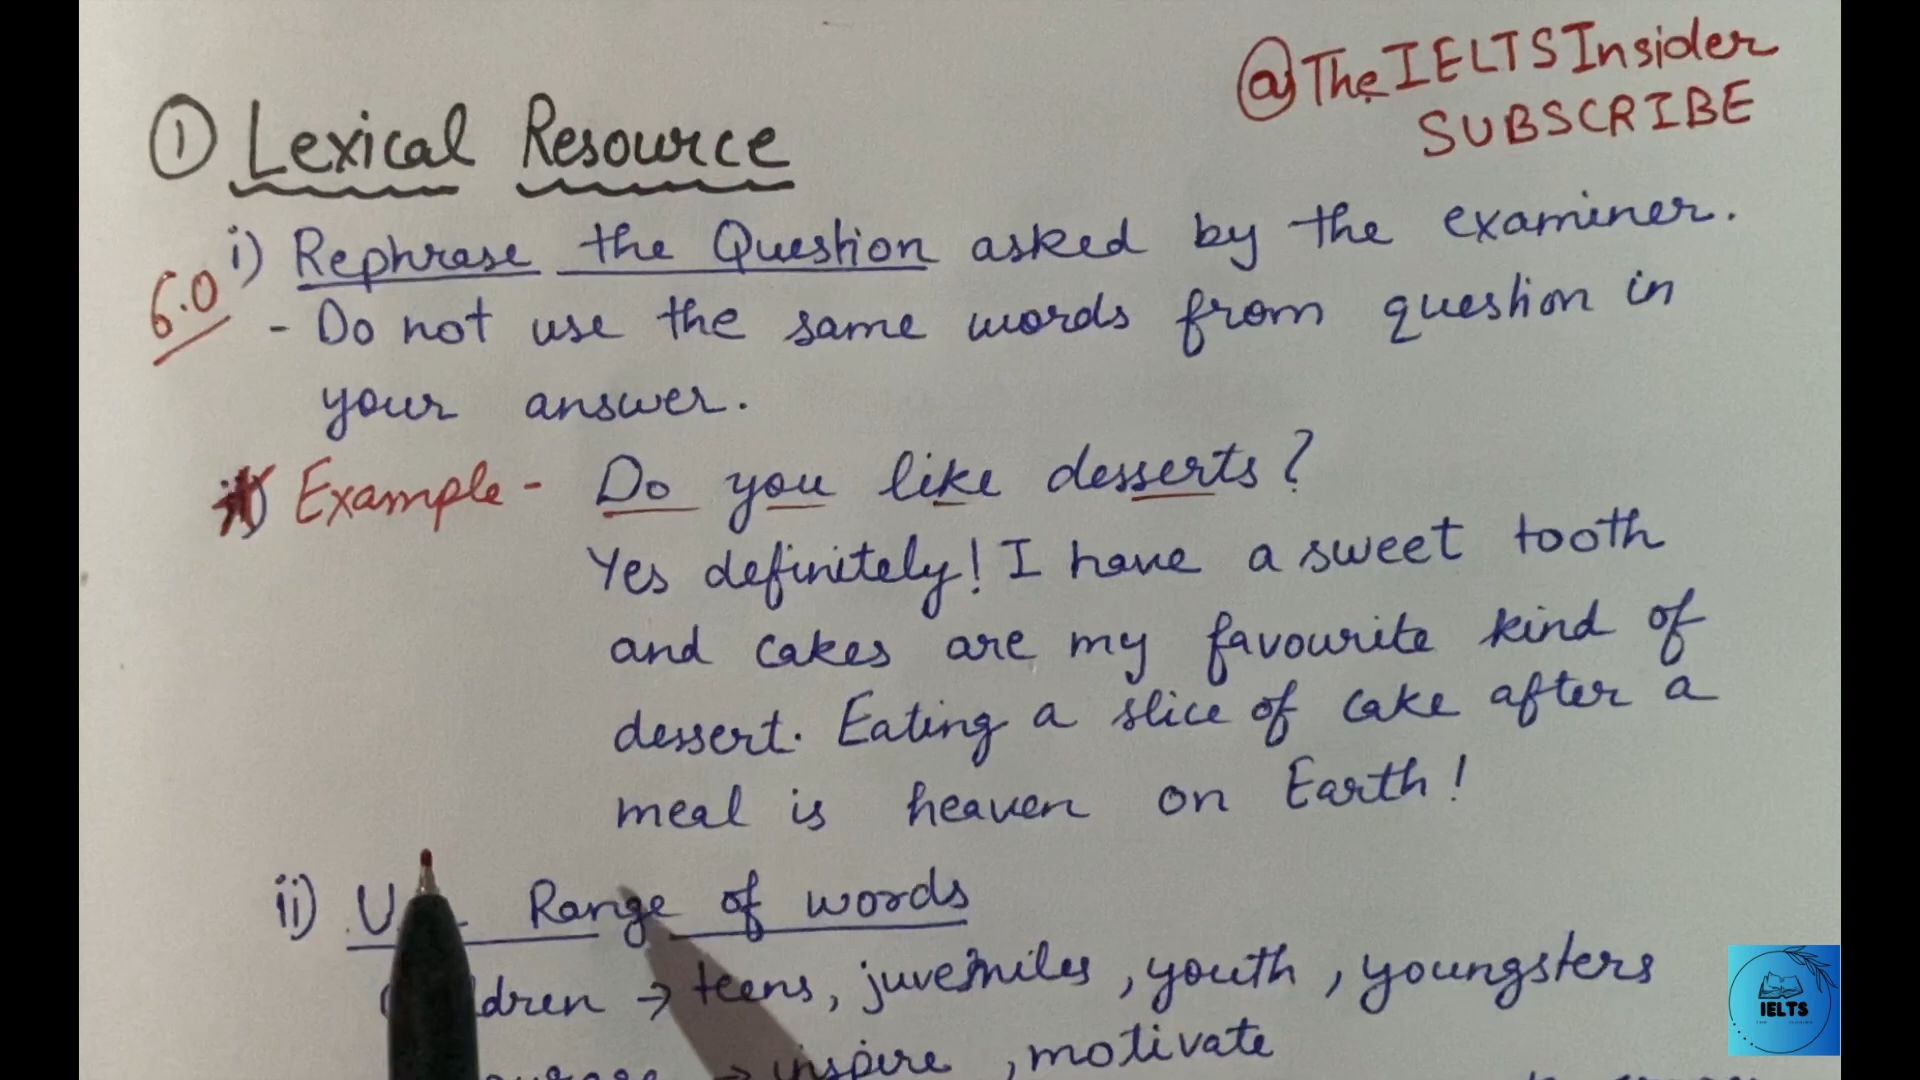 @TheIELTSInsider
SUBSCRIBE
① Lexical Resource
i) Rephrase the Question asked by the examiner.
6.0
- Do not use the same words from question in
your answer.
Example - Do you like desserts?
Yes definitely! I have a sweet tooth
and cakes are my favourite kind of
dessert. Eating a slice of cake after a
meal is heaven on Earth!
ii) Range of words
→ teens, juveniles, youth, youngsters
→ inspire, motivate
IELTS